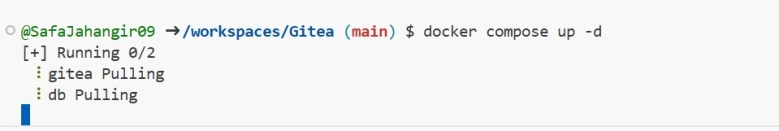 @SafaJahangir09 →/workspaces/Gitea (main) $ docker compose up -d
[+] Running 0/2
⠸ gitea Pulling
⠸ db Pulling